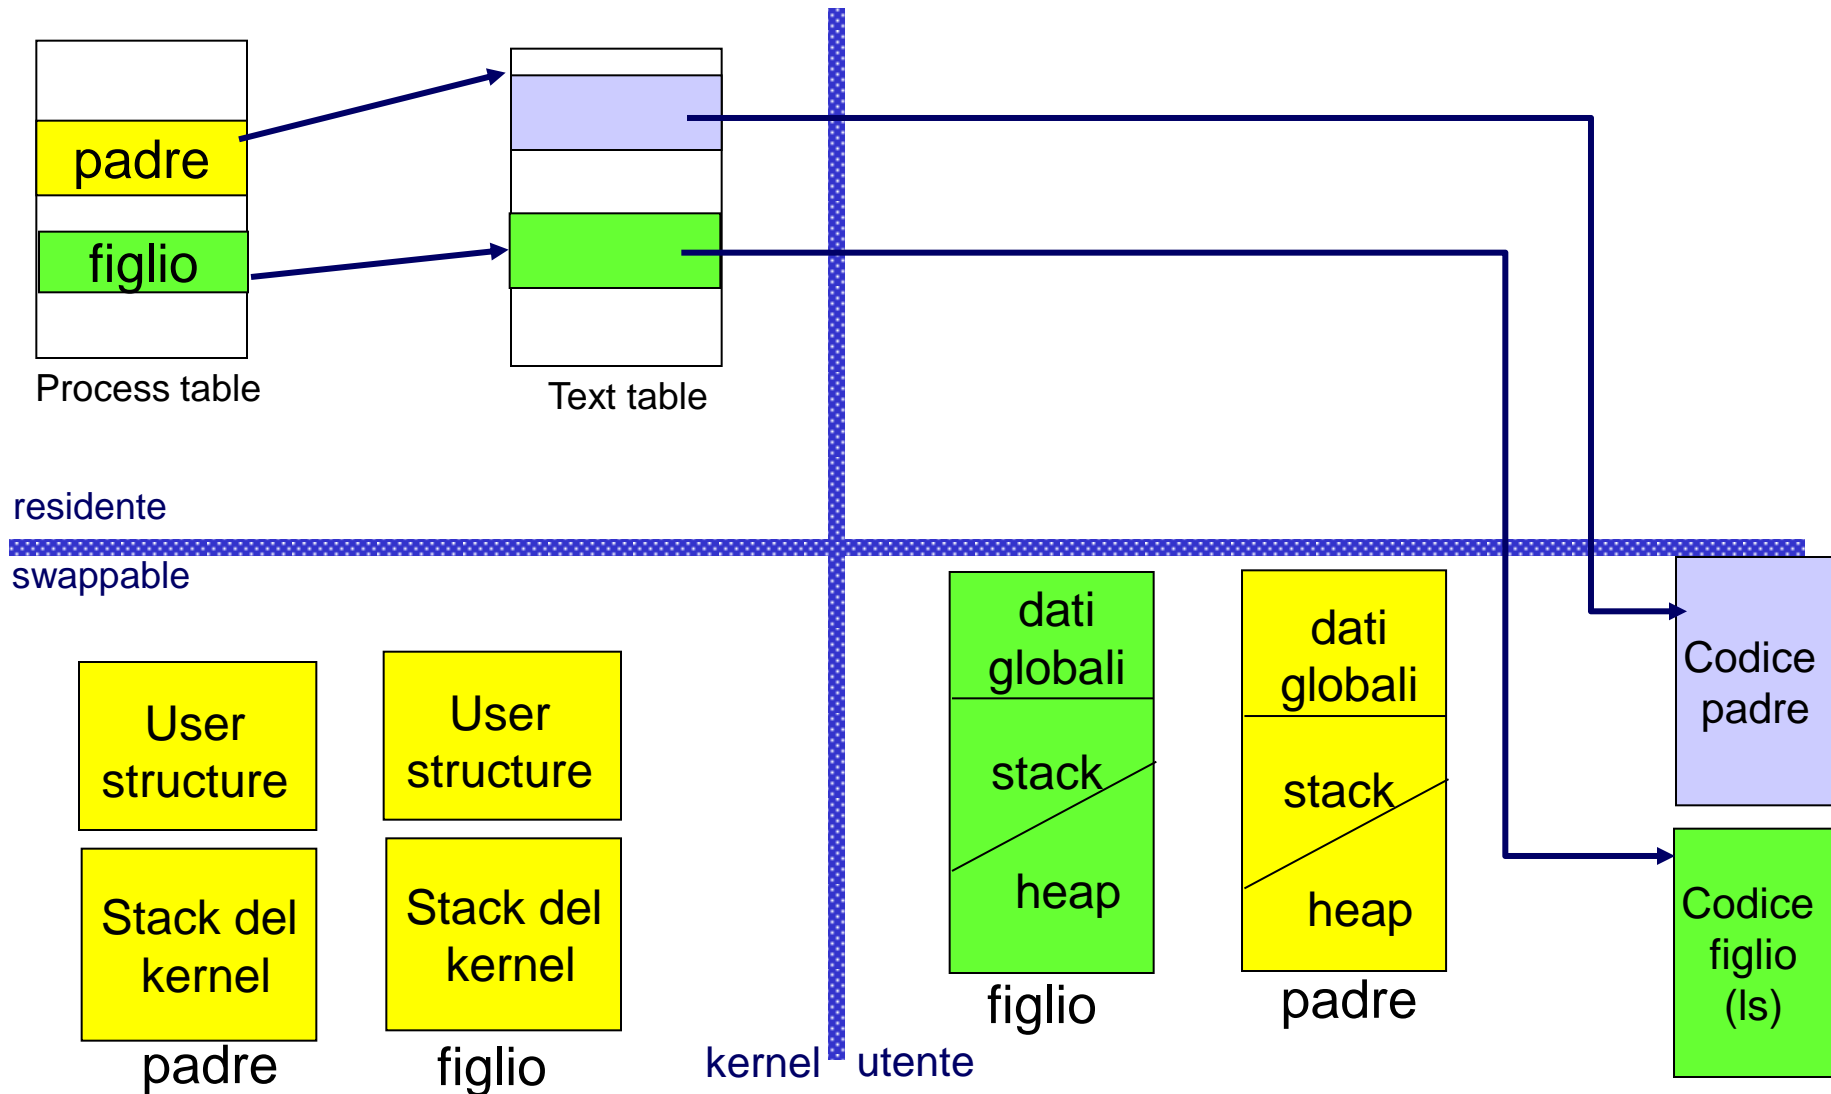 padre
figlio
Process table
Text table
residente
swappable
User
structure
Stack del
kernel
padre
User
structure
Stack del
kernel
figlio
kernel
utente
dati
globali
stack
heap
figlio
dati
globali
stack
heap
padre
Codice
padre
Codice
figlio
(ls)